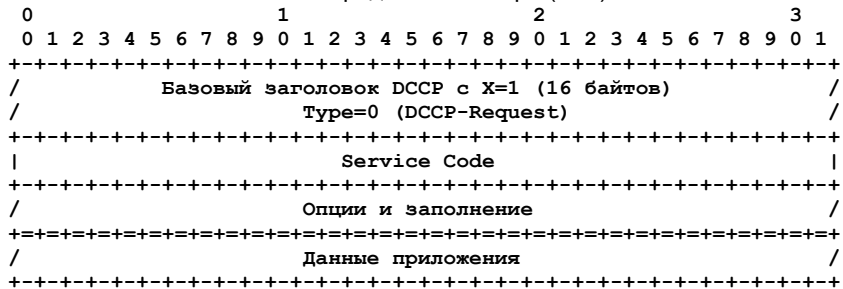 0                   1                   2                   3
0 1 2 3 4 5 6 7 8 9 0 1 2 3 4 5 6 7 8 9 0 1 2 3 4 5 6 7 8 9 0 1
+-+-+-+-+-+-+-+-+-+-+-+-+-+-+-+-+-+-+-+-+-+-+-+-+-+-+-+-+-+-+-+-+
/ Базовый заголовок DCCP с X=1 (16 байтов) /
/ Type=0 (DCCP-Request) /
+-+-+-+-+-+-+-+-+-+-+-+-+-+-+-+-+-+-+-+-+-+-+-+-+-+-+-+-+-+-+-+-+
| Service Code |
+-+-+-+-+-+-+-+-+-+-+-+-+-+-+-+-+-+-+-+-+-+-+-+-+-+-+-+-+-+-+-+-+
/ Опции и заполнение /
+=+=+=+=+=+=+=+=+=+=+=+=+=+=+=+=+=+=+=+=+=+=+=+=+=+=+=+=+=+=+=+=+
/ Данные приложения /
+-+-+-+-+-+-+-+-+-+-+-+-+-+-+-+-+-+-+-+-+-+-+-+-+-+-+-+-+-+-+-+-+